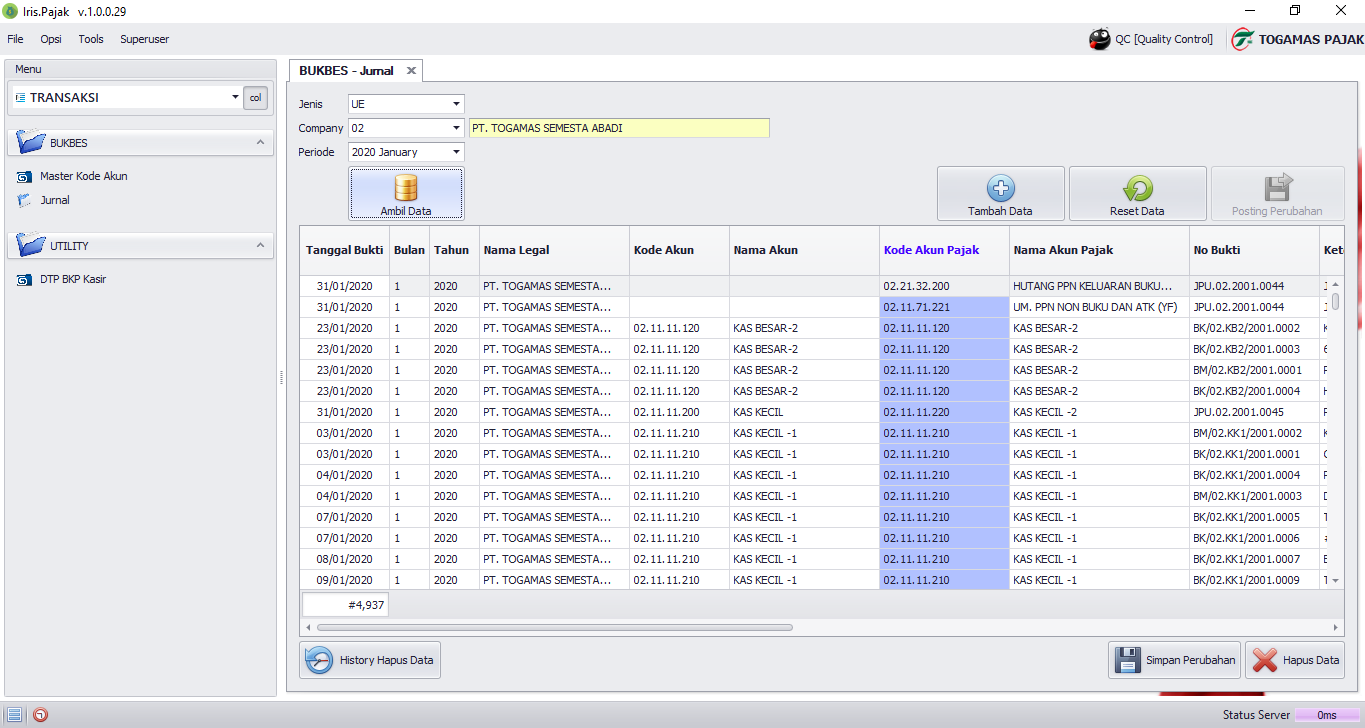 Iris.Pajak v.1.0.0.29
File Opsi Tools Superuser
QC [Quality Control] TOGAMAS PAJAK
Menu
TRANSAKSI col
BUKBES
Master Kode Akun
Jurnal
UTILITY
DTP BKP Kasir
BUKBES - Jurnal
Jenis UE
Company 02 PT. TOGAMAS SEMESTA ABADI
Periode 2020 January
Ambil Data Tambah Data Reset Data Posting Perubahan
Tanggal Bukti Bulan Tahun Nama Legal Kode Akun Nama Akun Kode Akun Pajak Nama Akun Pajak No Bukti Ket
31/01/2020 1 2020 PT. TOGAMAS SEMESTA... 02.21.32.200 HUTANG PPN KELUARAN BUKU... JPU.02.2001.0044
31/01/2020 1 2020 PT. TOGAMAS SEMESTA... 02.11.71.221 UM. PPN NON BUKU DAN ATK (YF) JPU.02.2001.0044
23/01/2020 1 2020 PT. TOGAMAS SEMESTA... 02.11.11.120 KAS BESAR-2 02.11.11.120 KAS BESAR-2 BK/02.KB2/2001.0002
23/01/2020 1 2020 PT. TOGAMAS SEMESTA... 02.11.11.120 KAS BESAR-2 02.11.11.120 KAS BESAR-2 BK/02.KB2/2001.0003
23/01/2020 1 2020 PT. TOGAMAS SEMESTA... 02.11.11.120 KAS BESAR-2 02.11.11.120 KAS BESAR-2 BM/02.KB2/2001.0001
23/01/2020 1 2020 PT. TOGAMAS SEMESTA... 02.11.11.120 KAS BESAR-2 02.11.11.120 KAS BESAR-2 BK/02.KB2/2001.0004
31/01/2020 1 2020 PT. TOGAMAS SEMESTA... 02.11.11.200 KAS KECIL 02.11.11.220 KAS KECIL -2 JPU.02.2001.0045
03/01/2020 1 2020 PT. TOGAMAS SEMESTA... 02.11.11.210 KAS KECIL -1 02.11.11.210 KAS KECIL -1 BM/02.KK1/2001.0002
03/01/2020 1 2020 PT. TOGAMAS SEMESTA... 02.11.11.210 KAS KECIL -1 02.11.11.210 KAS KECIL -1 BK/02.KK1/2001.0001
04/01/2020 1 2020 PT. TOGAMAS SEMESTA... 02.11.11.210 KAS KECIL -1 02.11.11.210 KAS KECIL -1 BK/02.KK1/2001.0004
04/01/2020 1 2020 PT. TOGAMAS SEMESTA... 02.11.11.210 KAS KECIL -1 02.11.11.210 KAS KECIL -1 BM/02.KK1/2001.0003
07/01/2020 1 2020 PT. TOGAMAS SEMESTA... 02.11.11.210 KAS KECIL -1 02.11.11.210 KAS KECIL -1 BK/02.KK1/2001.0005
07/01/2020 1 2020 PT. TOGAMAS SEMESTA... 02.11.11.210 KAS KECIL -1 02.11.11.210 KAS KECIL -1 BK/02.KK1/2001.0006
08/01/2020 1 2020 PT. TOGAMAS SEMESTA... 02.11.11.210 KAS KECIL -1 02.11.11.210 KAS KECIL -1 BK/02.KK1/2001.0007
09/01/2020 1 2020 PT. TOGAMAS SEMESTA... 02.11.11.210 KAS KECIL -1 02.11.11.210 KAS KECIL -1 BK/02.KK1/2001.0009
#4,937
History Hapus Data Simpan Perubahan Hapus Data
Status Server 0ms